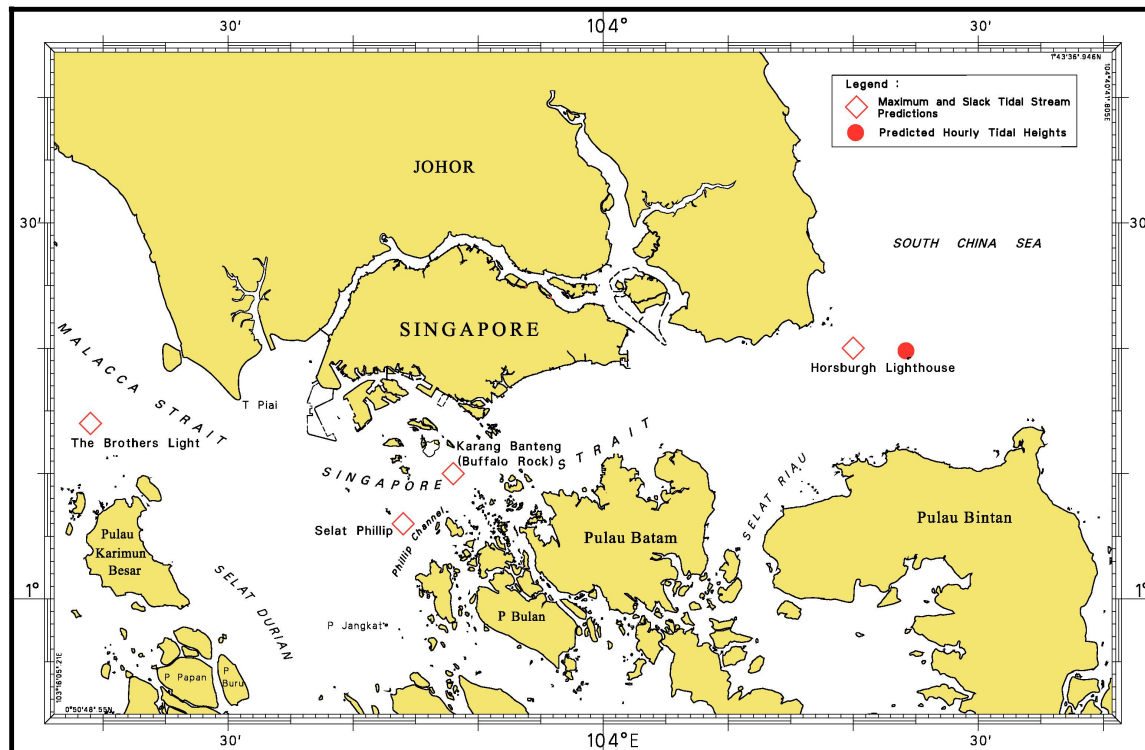 30'
104°
30'
1°43'36".946N
104°40'41".805E
Legend :
Maximum and Slack Tidal Stream
Predictions
Predicted Hourly Tidal Heights
JOHOR
30'
30'
SOUTH CHINA SEA
SINGAPORE
MALACCA STRAIT
Horsburgh Lighthouse
T Piai
The Brothers Light
Karang Banteng
(Buffalo Rock)
SINGAPORE STRAIT
SELAT RIAU
Pulau Bintan
Selat Phillip
Phillip Channel
Pulau Batam
Pulau
Karimun
Besar
1°
1°
SELAT DURIAN
P Bulan
P Jangkat
P Papan
P
Buru
103°16'05".21E
0°50'48".55N
30'
104°E
30'